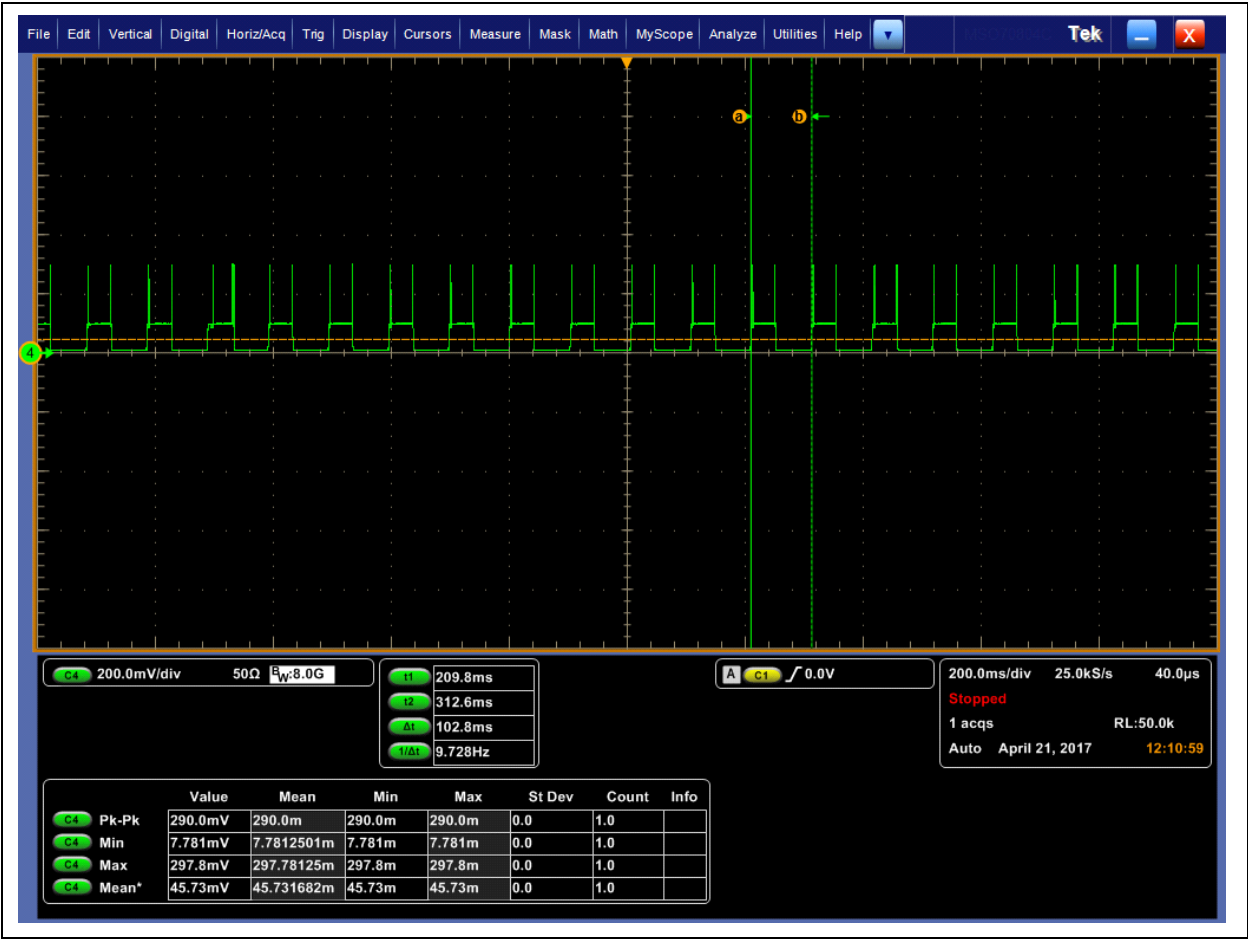 File Edit Vertical Digital Horiz/Acq Trig Display Cursors Measure Mask Math MyScope Analyze Utilities Help Tek X
a b
4
C4 200.0mV/div 50Ω BW:8.0G
t1 209.8ms
t2 312.6ms
Δt 102.8ms
1/Δt 9.728Hz
A C1 0.0V
200.0ms/div 25.0kS/s 40.0µs
Stopped
1 acqs RL:50.0k
Auto April 21, 2017 12:10:59
Value Mean Min Max St Dev Count Info
C4 Pk-Pk 290.0mV 290.0m 290.0m 290.0m 0.0 1.0
C4 Min 7.781mV 7.7812501m 7.781m 7.781m 0.0 1.0
C4 Max 297.8mV 297.78125m 297.8m 297.8m 0.0 1.0
C4 Mean* 45.73mV 45.731682m 45.73m 45.73m 0.0 1.0